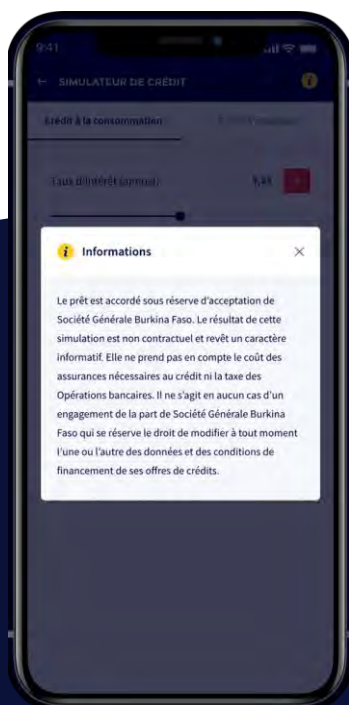 9:41
← SIMULATEUR DE CRÉDIT
Crédit à la consommation
Taux d'intérêt
i Informations ×
Le prêt est accordé sous réserve d'acceptation de
Société Générale Burkina Faso. Le résultat de cette
simulation est non contractuel et revêt un caractère
informatif. Elle ne prend pas en compte le coût des
assurances nécessaires au crédit ni la taxe des
Opérations bancaires. Il ne s'agit en aucun cas d'un
engagement de la part de Société Générale Burkina
Faso qui se réserve le droit de modifier à tout moment
l'une ou l'autre des données et des conditions de
financement de ses offres de crédits.